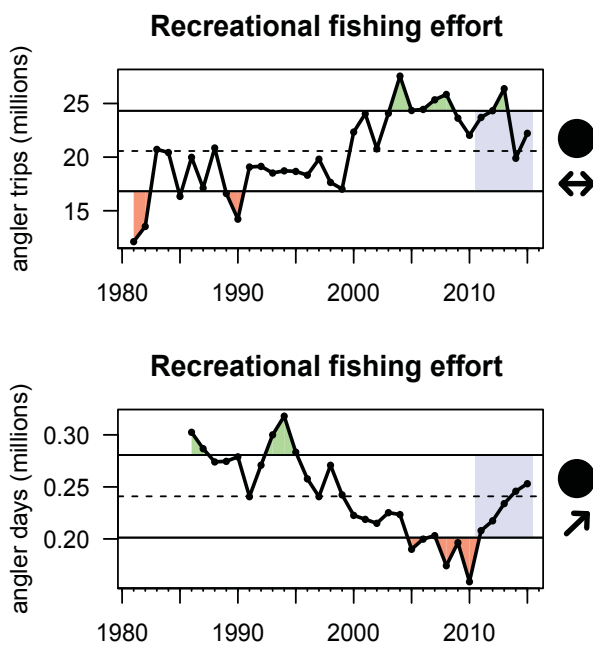 Recreational fishing effort
angler trips (millions)
25
20
15
1980 1990 2000 2010
Recreational fishing effort
angler days (millions)
0.30
0.25
0.20
1980 1990 2000 2010